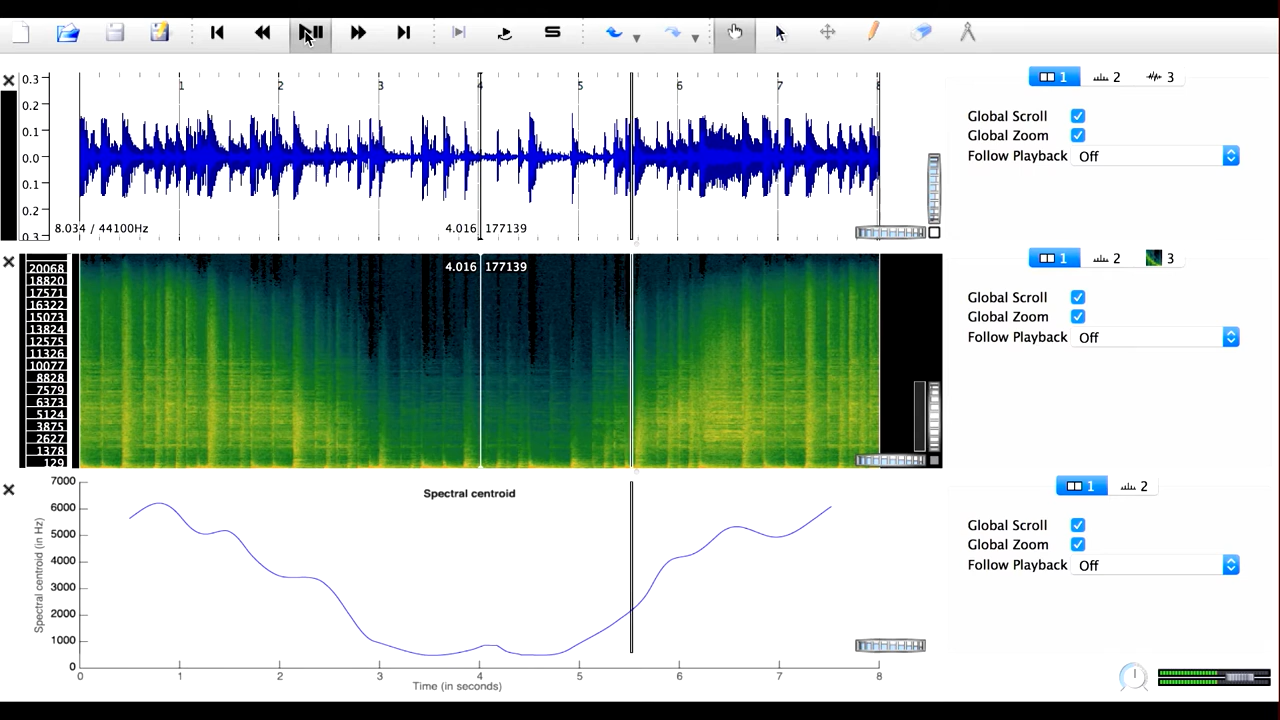 0.3
0.2
0.1
0.0
0.1
0.2
0.3
1 2 3 4 5 6 7 8
8.034 / 44100Hz
4.016 177139
1 2 3
Global Scroll
Global Zoom
Follow Playback Off
20068
18820
17571
16322
15073
13824
12575
11326
10077
8828
7579
6373
5124
3875
2627
1378
129
4.016 177139
1 2 3
Global Scroll
Global Zoom
Follow Playback Off
Spectral centroid
Spectral centroid (in Hz)
7000
6000
5000
4000
3000
2000
1000
0
0 1 2 3 4 5 6 7 8
Time (in seconds)
1 2
Global Scroll
Global Zoom
Follow Playback Off